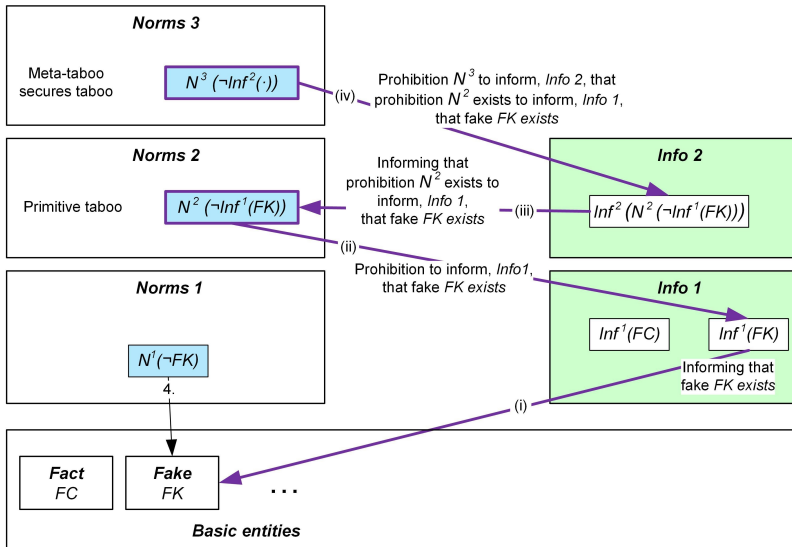 Norms 3
Meta-taboo
secures taboo
N³ (¬Inf²(·))
(iv)
Prohibition N³ to inform, Info 2, that
prohibition N² exists to inform, Info 1,
that fake FK exists
Norms 2
Primitive taboo
N² (¬Inf¹(FK))
Informing that
prohibition N² exists to
inform, Info 1,
that fake FK exists
(iii)
Info 2
Inf² (N² (¬Inf¹(FK)))
(ii)
Prohibition to inform, Info1,
that fake FK exists
Norms 1
N¹(¬FK)
4.
Info 1
Inf¹(FC)
Inf¹(FK)
Informing that
fake FK exists
(i)
Fact
FC
Fake
FK
...
Basic entities